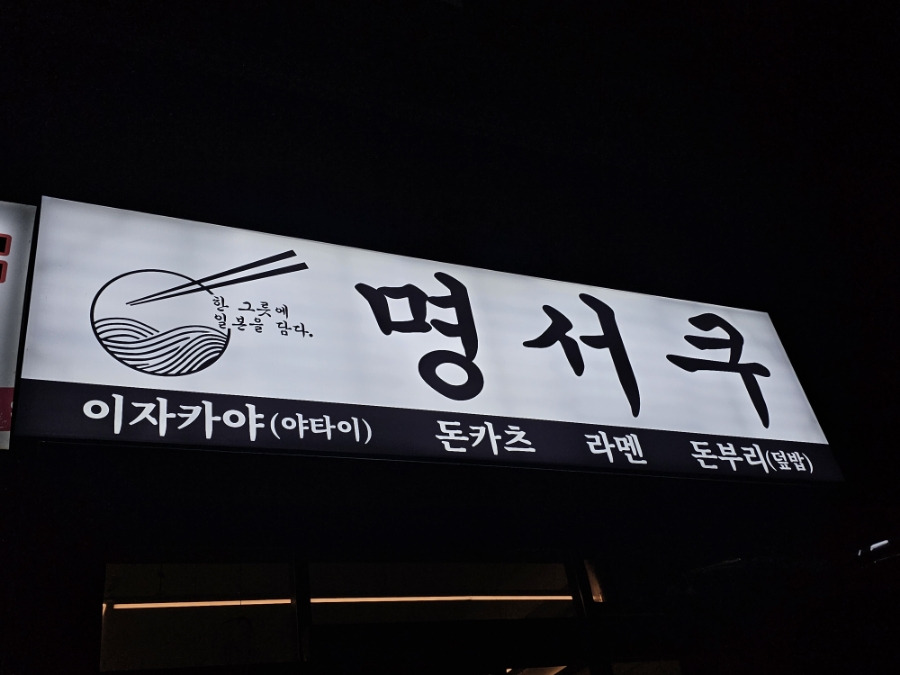 한 그릇에
일본을 담다.
명서쿠
이자카야(야타이) 돈카츠 라멘 돈부리(덮밥)